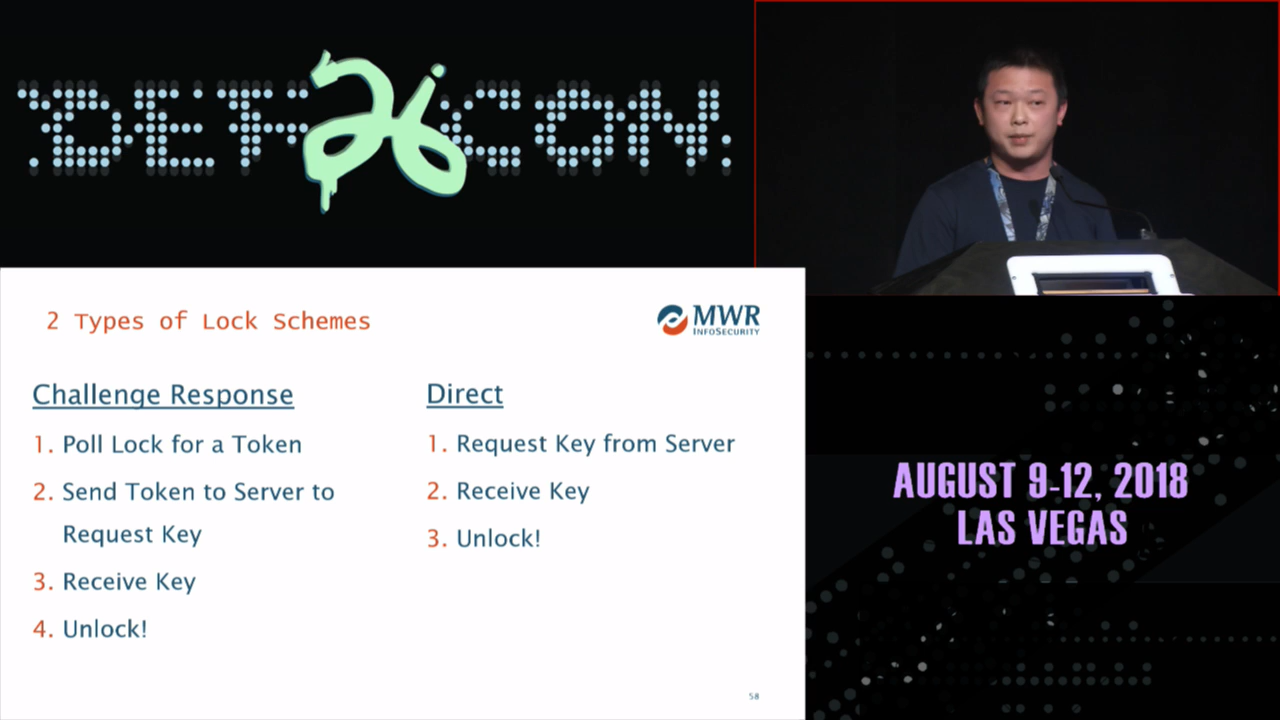 DEF CON
26
2 Types of Lock Schemes
MWR
INFOSECURITY
Challenge Response
1. Poll Lock for a Token
2. Send Token to Server to
Request Key
3. Receive Key
4. Unlock!
Direct
1. Request Key from Server
2. Receive Key
3. Unlock!
58
AUGUST 9-12, 2018
LAS VEGAS